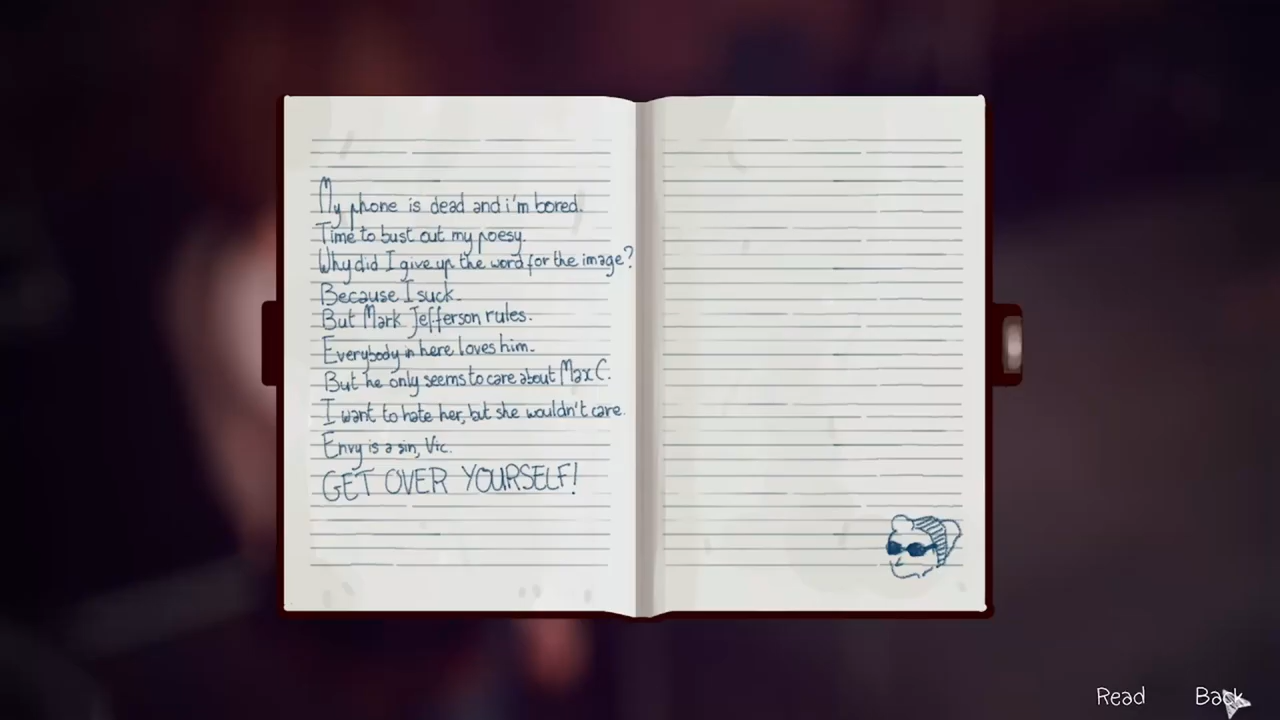 My phone is dead and i'm bored.
Time to bust out my poesy.
Why did I give up the word for the image?
Because I suck.
But Mark Jefferson rules.
Everybody in here loves him.
But he only seems to care about Max C.
I want to hate her, but she wouldn't care.
Envy is a sin, Vic.
GET OVER YOURSELF!
Read Back